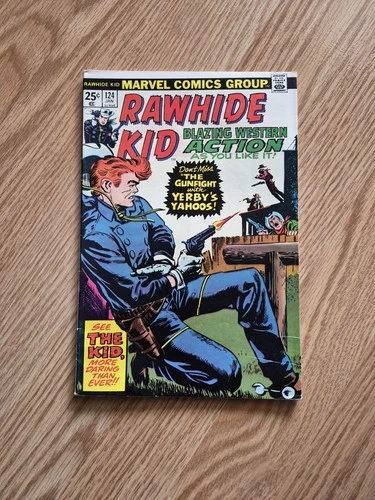 RAWHIDE KID MARVEL COMICS GROUP
25¢ 124
JAN
RAWHIDE
KID
BLAZING WESTERN
ACTION
AS YOU LIKE IT!
Don't Miss
"THE
GUNFIGHT
with
YERBY'S
YAHOOS!"
SEE
THE
KID,
MORE
DARING
THAN
EVER!!